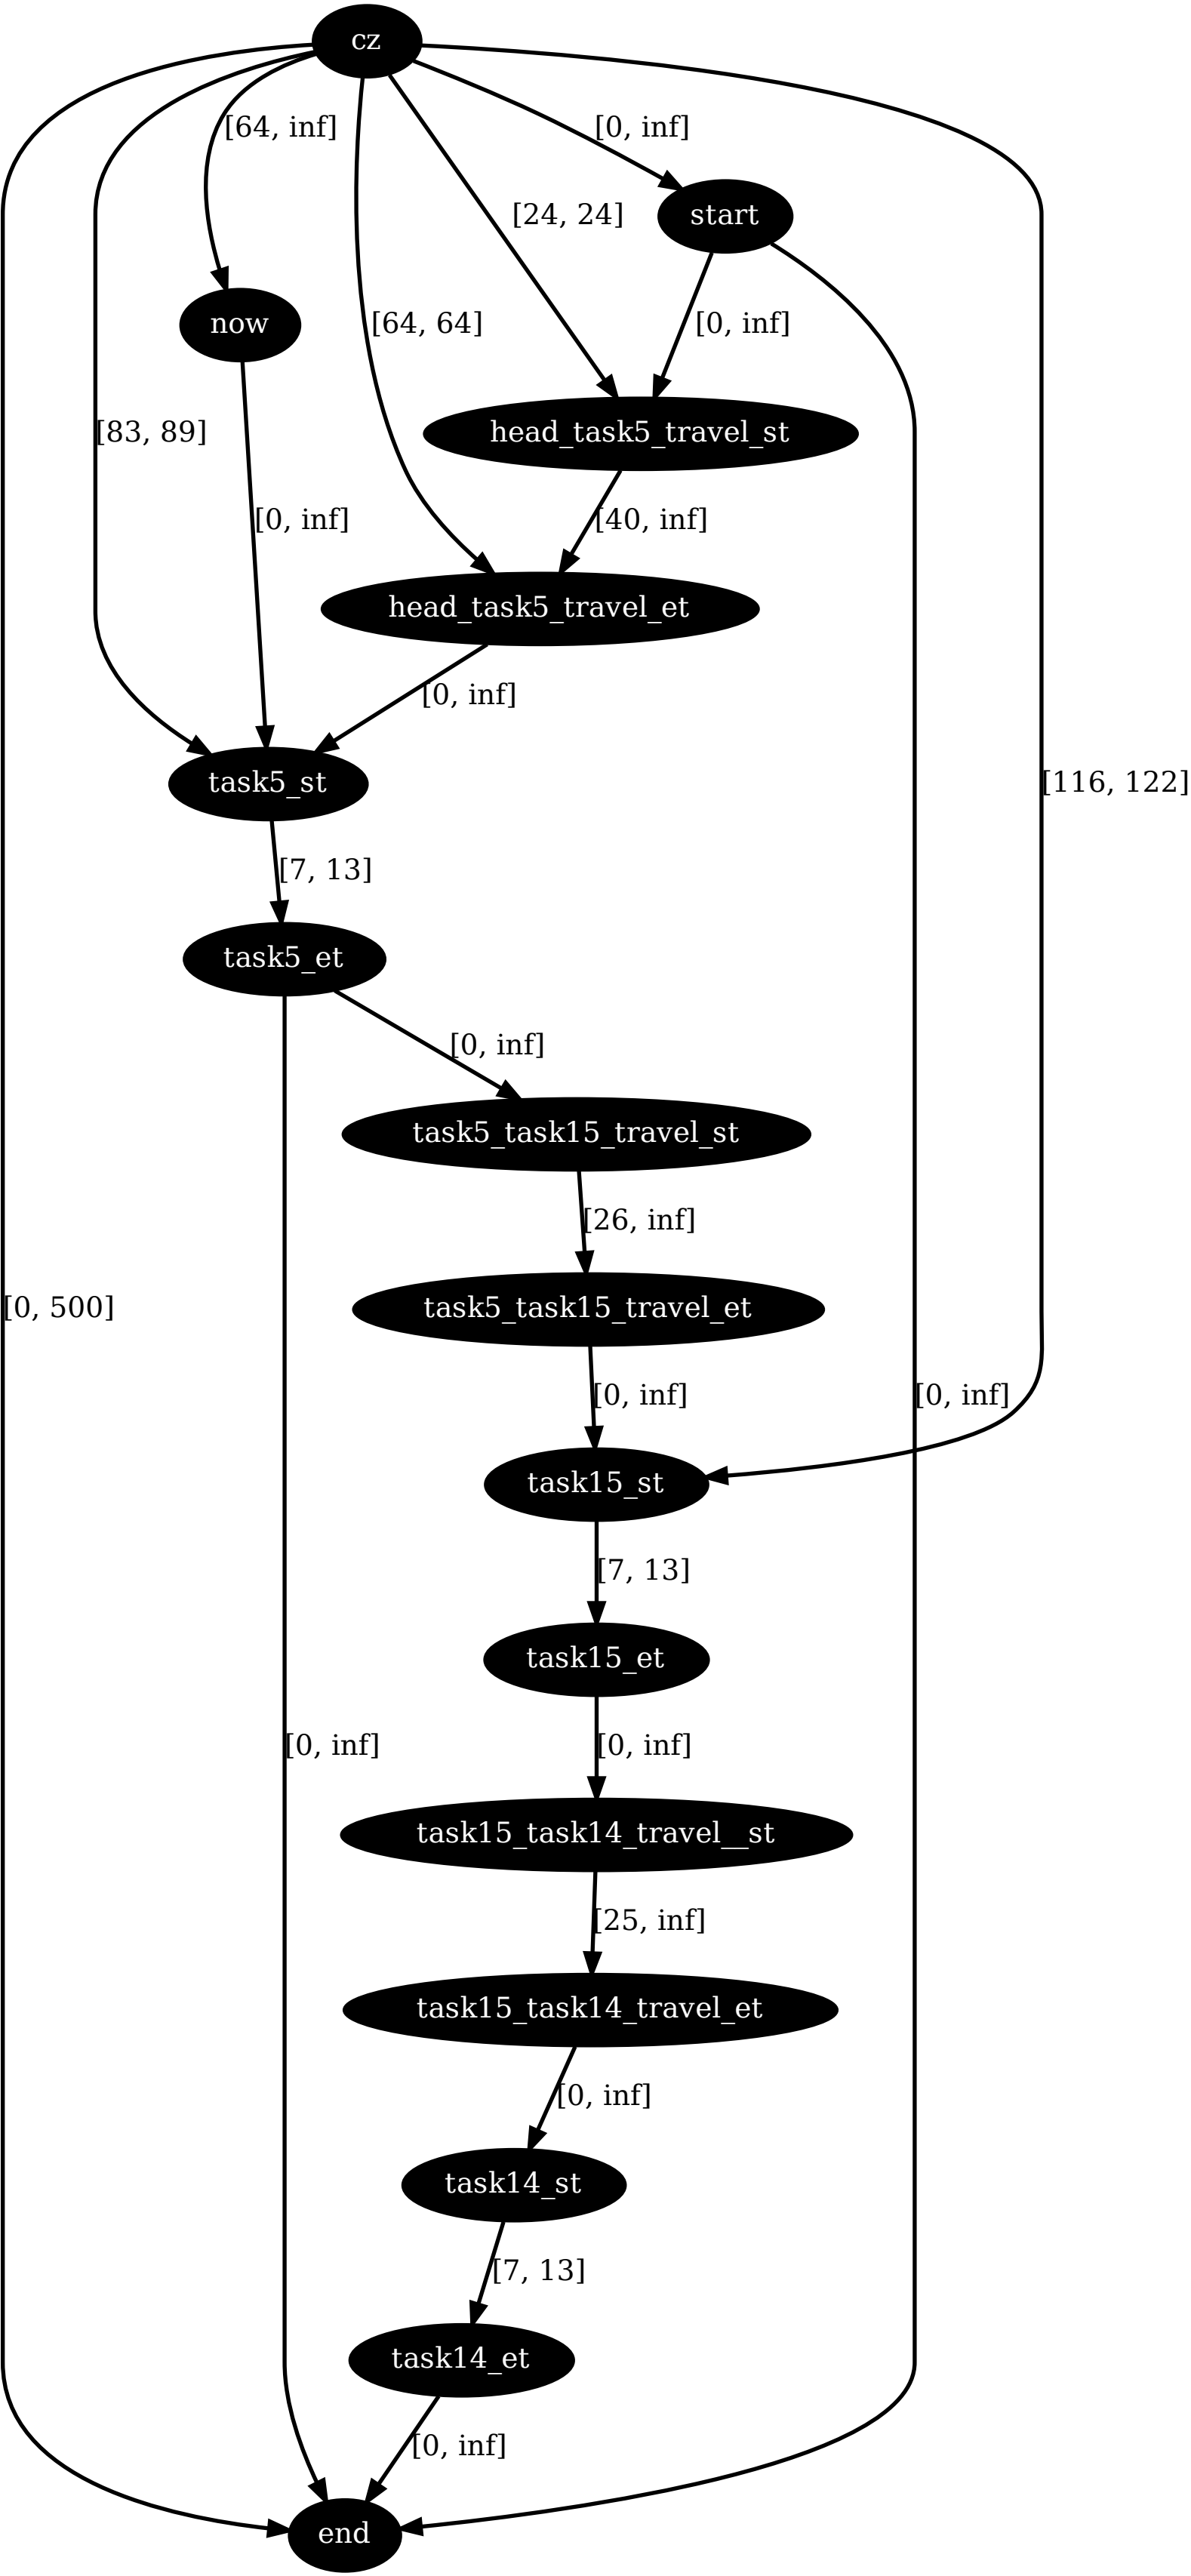 cz
[64, inf]
[0, inf]
start
[24, 24]
now
[64, 64]
[0, inf]
[83, 89]
head_task5_travel_st
[0, inf]
[40, inf]
head_task5_travel_et
[0, inf]
task5_st
[116, 122]
[7, 13]
task5_et
[0, inf]
task5_task15_travel_st
[26, inf]
task5_task15_travel_et
[0, 500]
[0, inf]
[0, inf]
task15_st
[7, 13]
task15_et
[0, inf]
[0, inf]
task15_task14_travel__st
[25, inf]
task15_task14_travel_et
[0, inf]
task14_st
[7, 13]
task14_et
[0, inf]
end